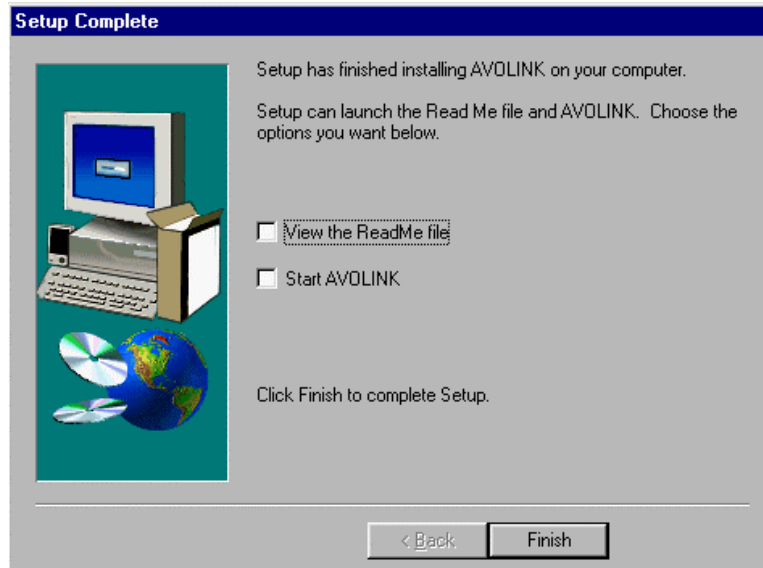 Setup Complete
Setup has finished installing AVOLINK on your computer.
Setup can launch the Read Me file and AVOLINK.  Choose the
options you want below.
View the ReadMe file
Start AVOLINK
Click Finish to complete Setup.
< Back
Finish